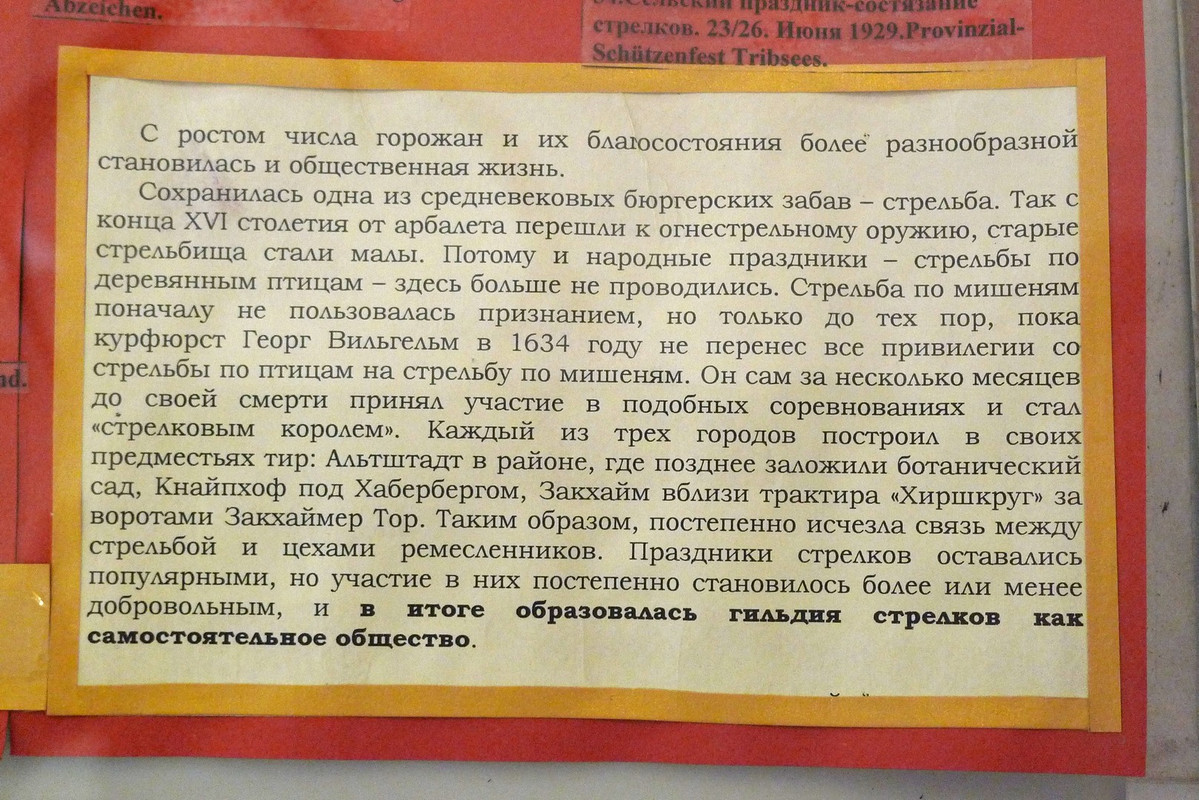 Abzeichen.
54.Сельский праздник-состязание
стрелков. 23/26. Июня 1929.Provinzial-
Schützenfest Tribsees.
nd.
С ростом числа горожан и их благосостояния более разнообразной
становилась и общественная жизнь.
Сохранилась одна из средневековых бюргерских забав – стрельба. Так с
конца XVI столетия от арбалета перешли к огнестрельному оружию, старые
стрельбища стали малы. Потому и народные праздники – стрельбы по
деревянным птицам – здесь больше не проводились. Стрельба по мишеням
поначалу не пользовалась признанием, но только до тех пор, пока
курфюрст Георг Вильгельм в 1634 году не перенес все привилегии со
стрельбы по птицам на стрельбу по мишеням. Он сам за несколько месяцев
до своей смерти принял участие в подобных соревнованиях и стал
«стрелковым королем». Каждый из трех городов построил в своих
предместьях тир: Альтштадт в районе, где позднее заложили ботанический
сад, Кнайпхоф под Хабербергом, Закхайм вблизи трактира «Хиршкруг» за
воротами Закхаймер Тор. Таким образом, постепенно исчезла связь между
стрельбой и цехами ремесленников. Праздники стрелков оставались
популярными, но участие в них постепенно становилось более или менее
добровольным, и в итоге образовалась гильдия стрелков как
самостоятельное общество.